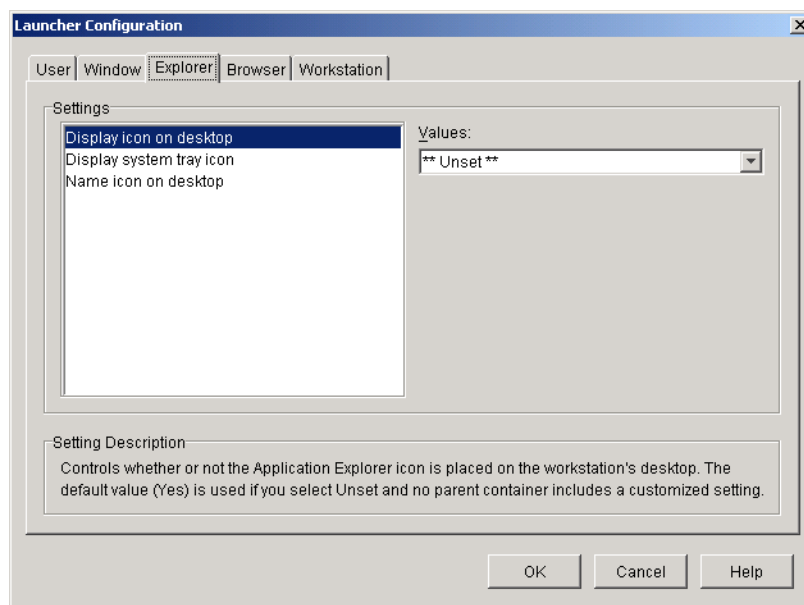 Launcher Configuration
User Window Explorer Browser Workstation
Settings
Display icon on desktop
Display system tray icon
Name icon on desktop
Values:
** Unset **
Setting Description
Controls whether or not the Application Explorer icon is placed on the workstation's desktop. The
default value (Yes) is used if you select Unset and no parent container includes a customized setting.
OK Cancel Help